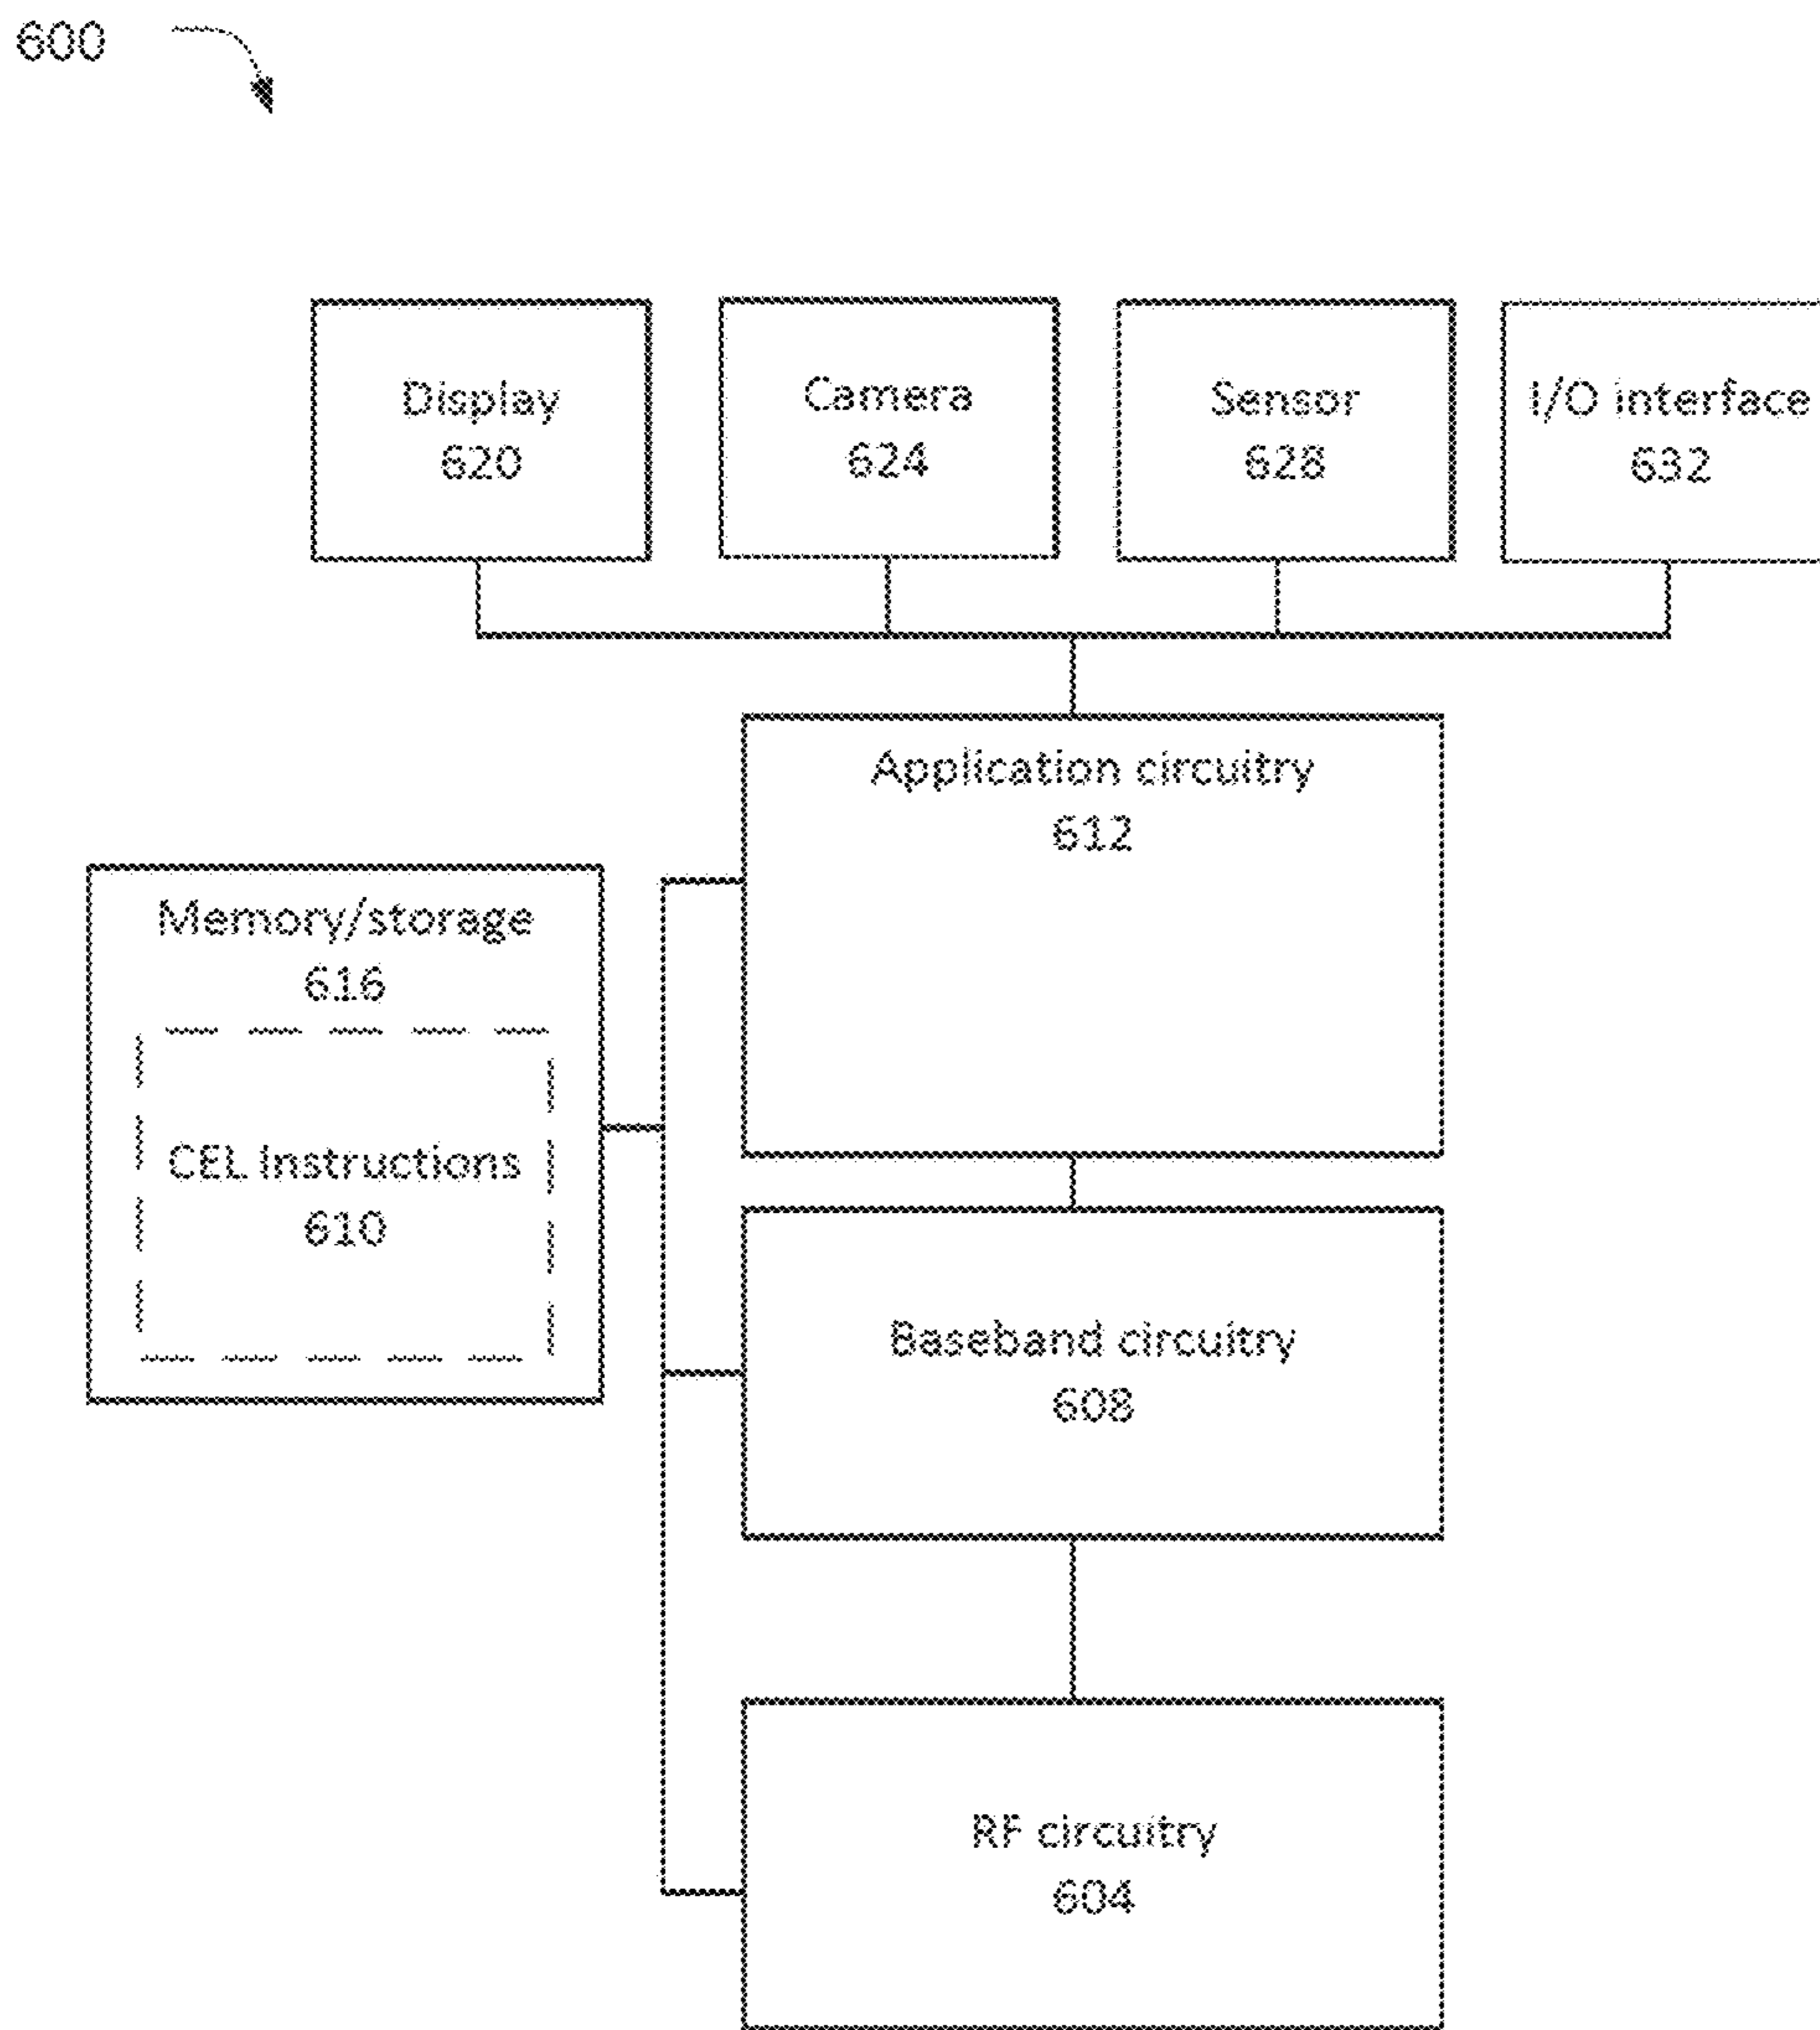 600
Display
620
Camera
624
Sensor
628
I/O interface
632
Application circuitry
612
Memory/storage
616
CEL Instructions
610
Baseband circuitry
608
RF circuitry
604